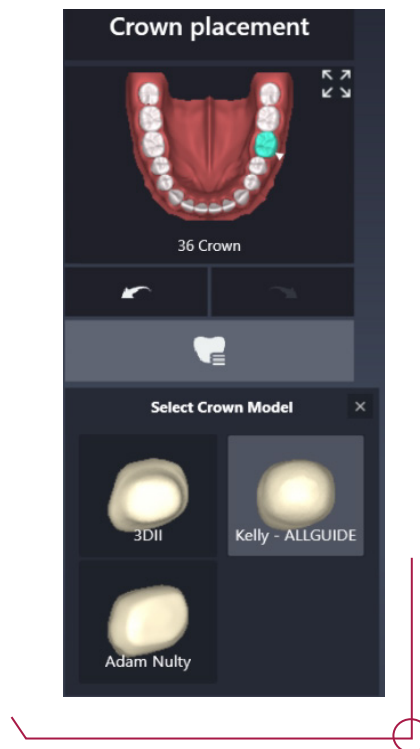 Crown placement
36 Crown
Select Crown Model
3DII
Kelly - ALLGUIDE
Adam Nulty